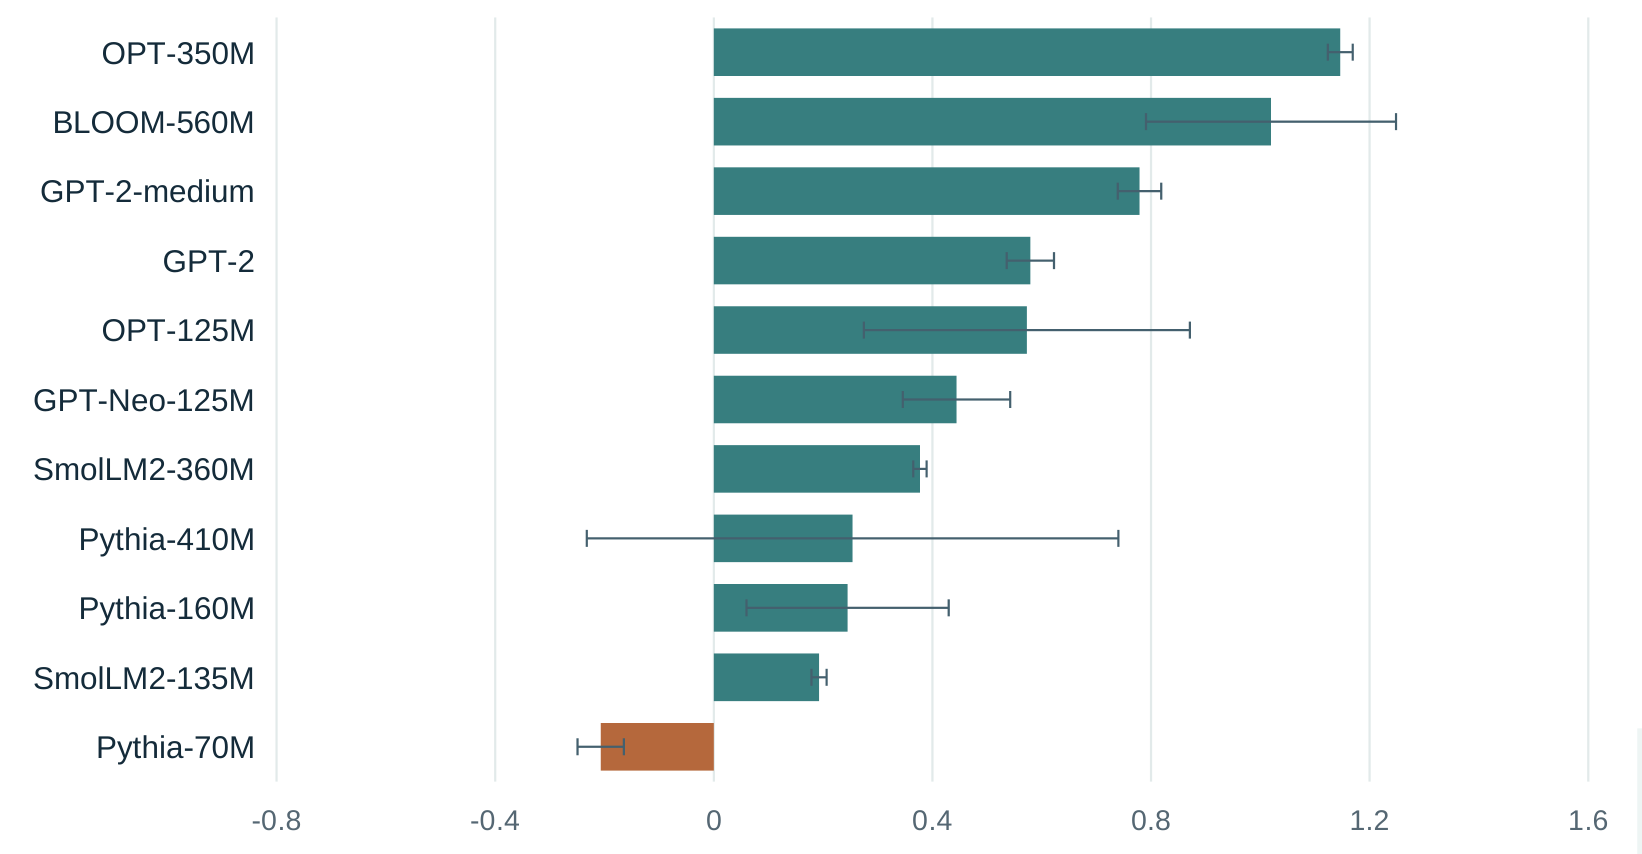 OPT-350M
BLOOM-560M
GPT-2-medium
GPT-2
OPT-125M
GPT-Neo-125M
SmolLM2-360M
Pythia-410M
Pythia-160M
SmolLM2-135M
Pythia-70M
-0.8 -0.4 0 0.4 0.8 1.2 1.6